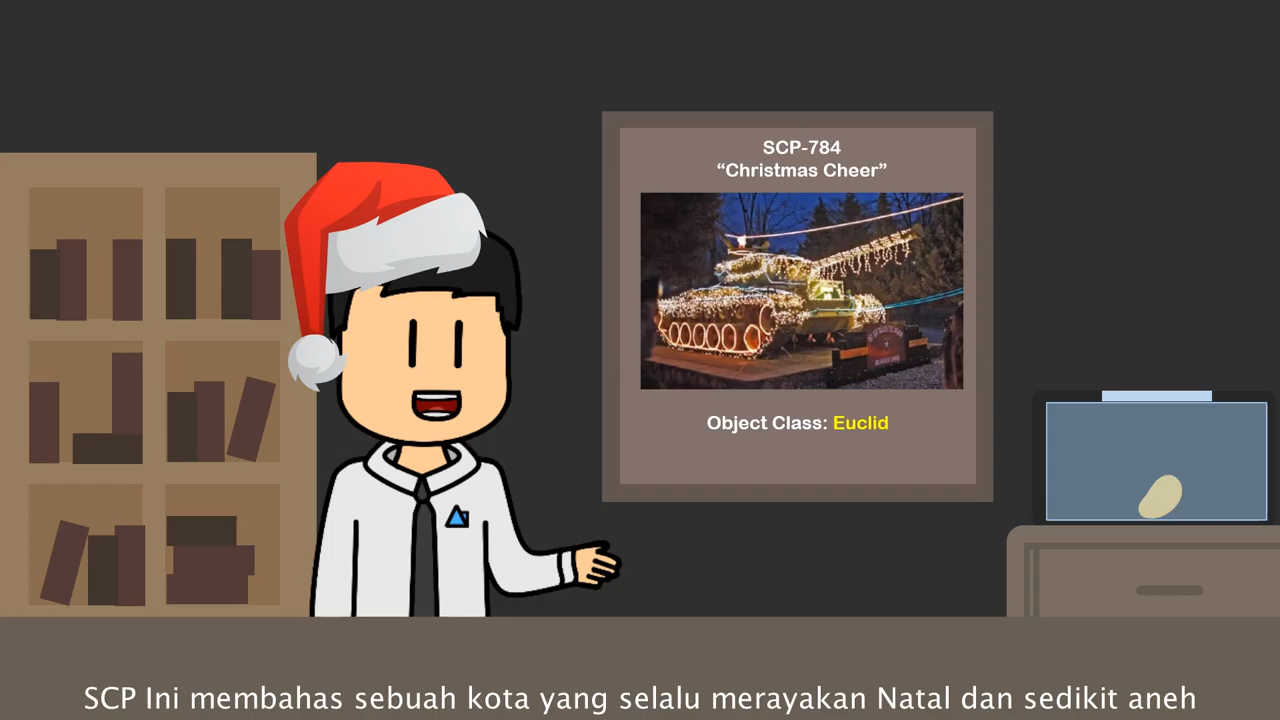 SCP-784
“Christmas Cheer”
Object Class: Euclid
SCP Ini membahas sebuah kota yang selalu merayakan Natal dan sedikit aneh